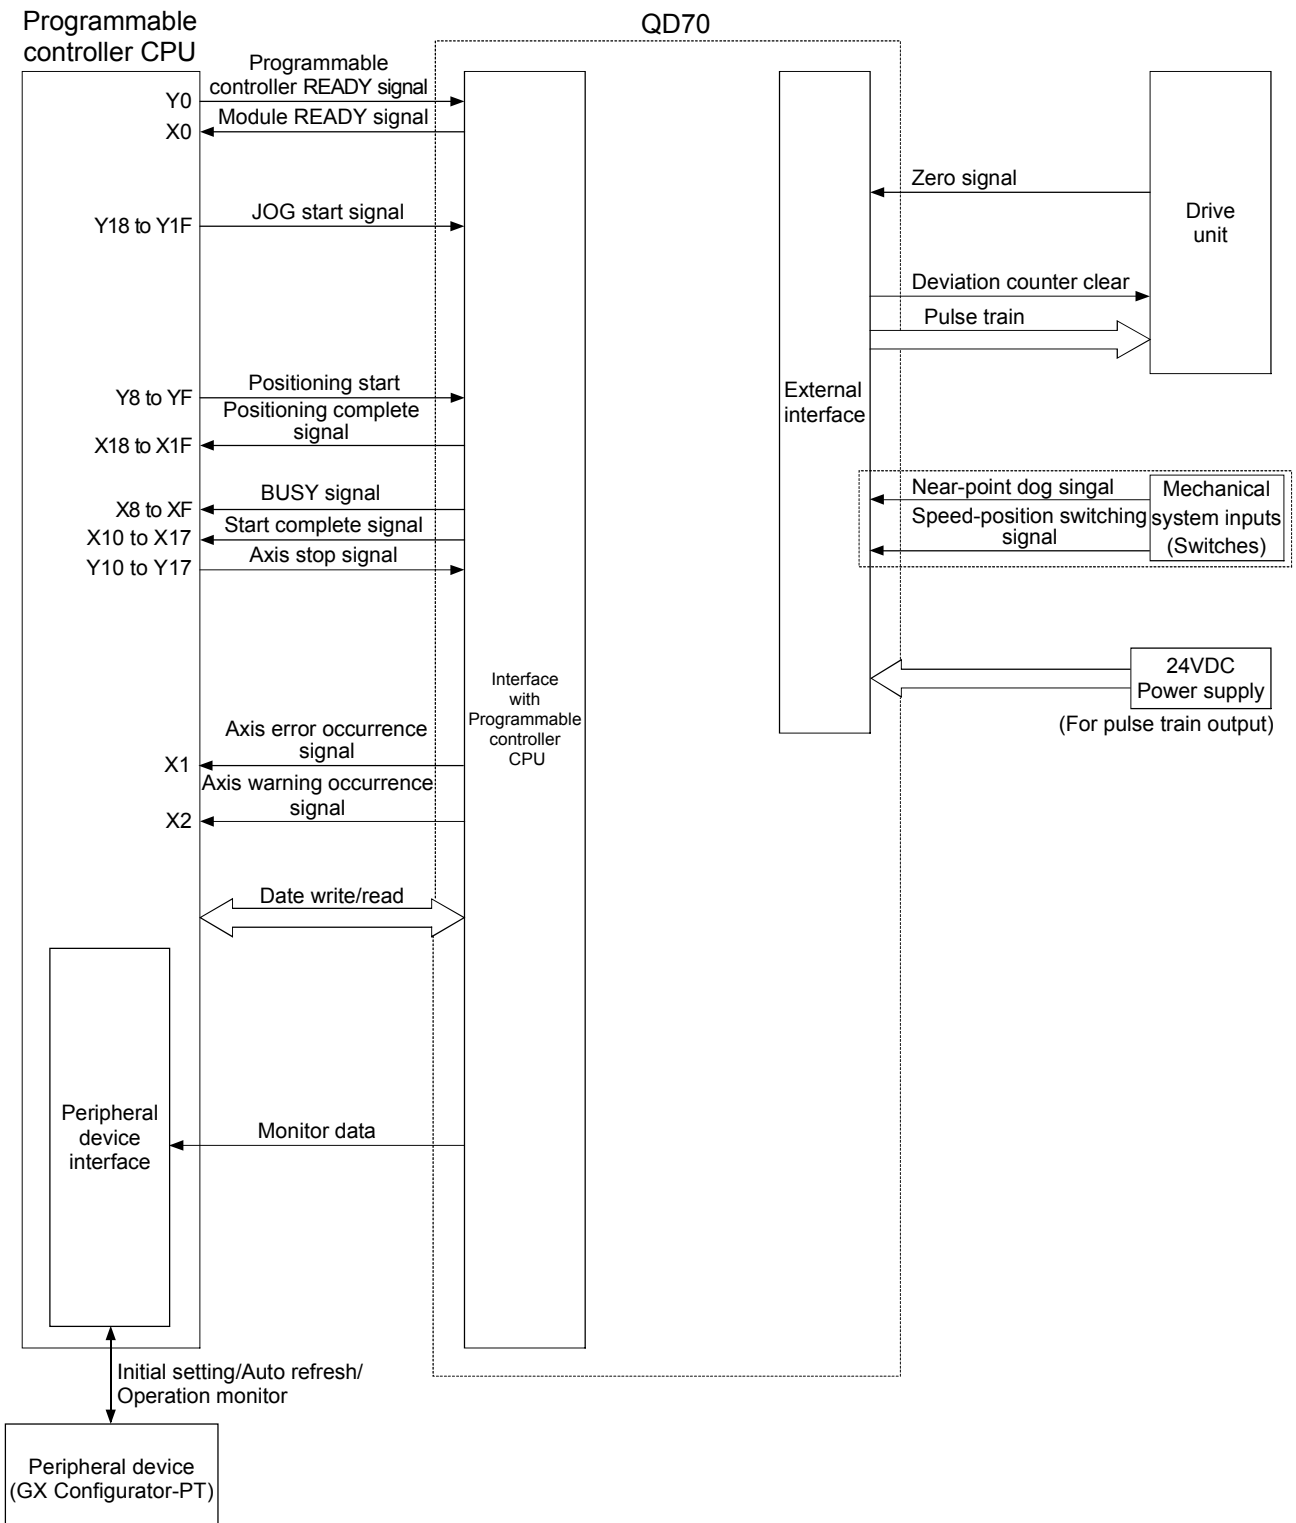 Programmable
controller CPU
QD70
Programmable
controller READY signal
Y0
Module READY signal
X0
JOG start signal
Y18 to Y1F
Positioning start
Y8 to YF
Positioning complete
signal
X18 to X1F
BUSY signal
X8 to XF
Start complete signal
X10 to X17
Axis stop signal
Y10 to Y17
Axis error occurrence
signal
X1
Axis warning occurrence
signal
X2
Date write/read
Peripheral
device
interface
Monitor data
Interface
with
Programmable
controller
CPU
External
interface
Zero signal
Deviation counter clear
Pulse train
Drive
unit
Near-point dog singal
Speed-position switching
signal
Mechanical
system inputs
(Switches)
24VDC
Power supply
(For pulse train output)
Initial setting/Auto refresh/
Operation monitor
Peripheral device
(GX Configurator-PT)